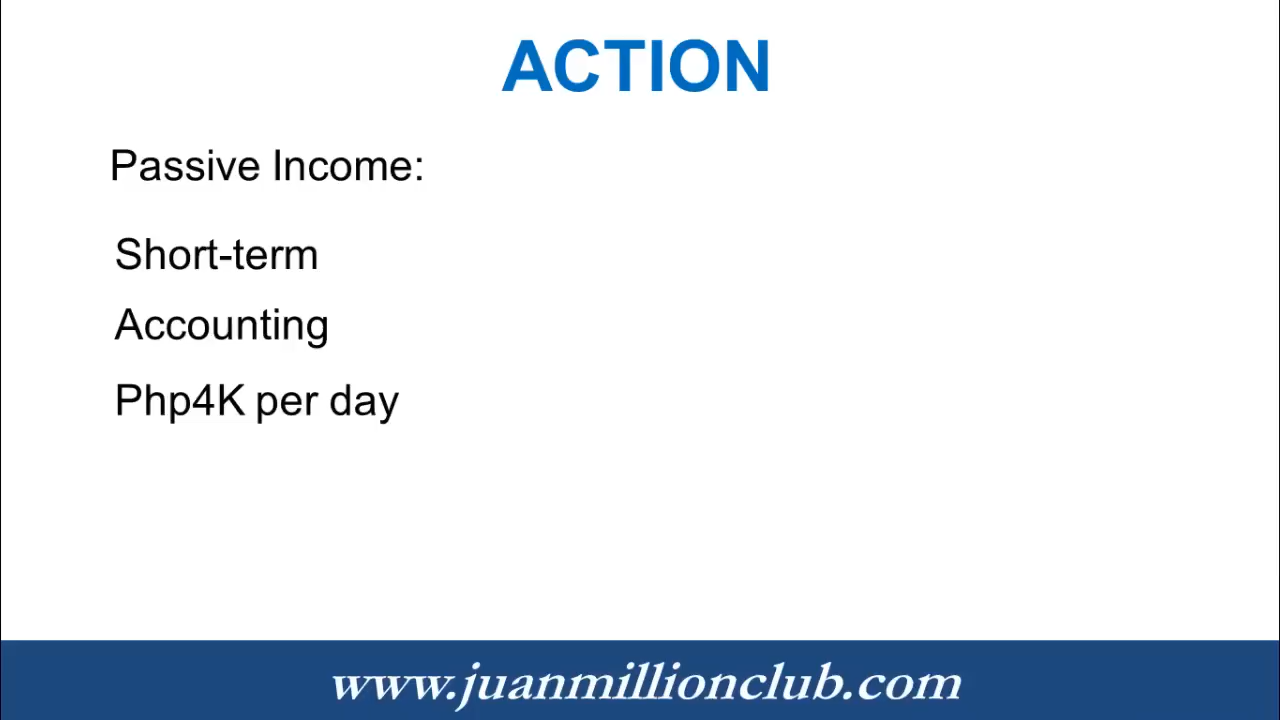 ACTION
Passive Income:
Short-term
Accounting
Php4K per day
www.juanmillionclub.com